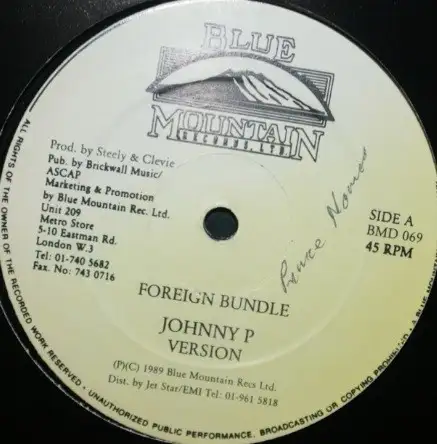 BLUE
MOUNTAIN
RECORDS LTD.
Prod. by Steely & Clevie
Pub. by Brickwall Music/
ASCAP
Marketing & Promotion
by Blue Mountain Rec. Ltd.
Unit 209
Metro Store
5-10 Eastman Rd.
London W.3
Tel: 01-740 5682
Fax. No: 743 0716
SIDE A
BMD 069
45 RPM
FOREIGN BUNDLE
JOHNNY P
VERSION
(P)(C) 1989 Blue Mountain Recs Ltd.
Dist. by Jet Star/EMI Tel: 01-961 5818
ALL RIGHTS OF THE OWNER OF THE RECORDED WORK RESERVED • UNAUTHORIZED PUBLIC PERFORMANCE, BROADCASTING OR COPYING PROHIBITED